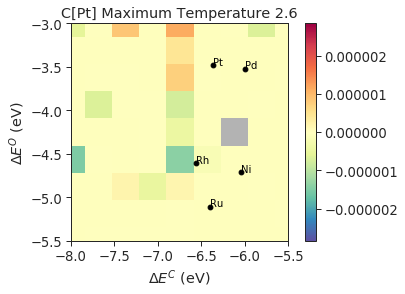 C[Pt] Maximum Temperature 2.6
−3.0
−3.5
−4.0
−4.5
−5.0
−5.5
ΔE^O (eV)
Pt
Pd
Rh
Ni
Ru
−8.0 −7.5 −7.0 −6.5 −6.0 −5.5
ΔE^C (eV)
0.000002
0.000001
0.000000
−0.000001
−0.000002